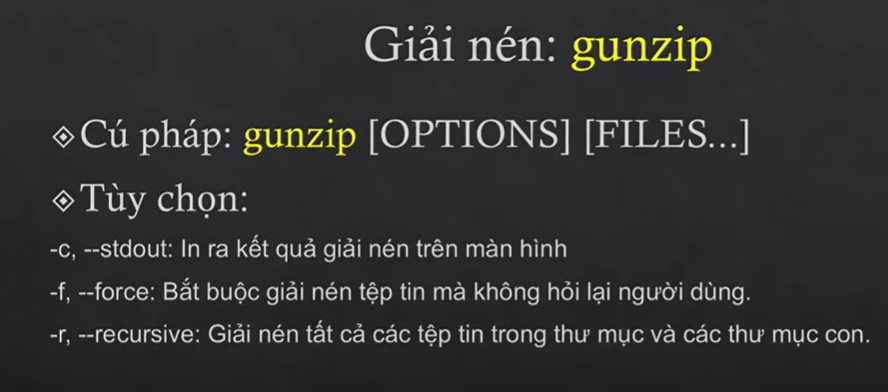 Giải nén: gunzip
Cú pháp: gunzip [OPTIONS] [FILES...]
Tùy chọn:
-c, --stdout: In ra kết quả giải nén trên màn hình
-f, --force: Bắt buộc giải nén tệp tin mà không hỏi lại người dùng.
-r, --recursive: Giải nén tất cả các tệp tin trong thư mục và các thư mục con.